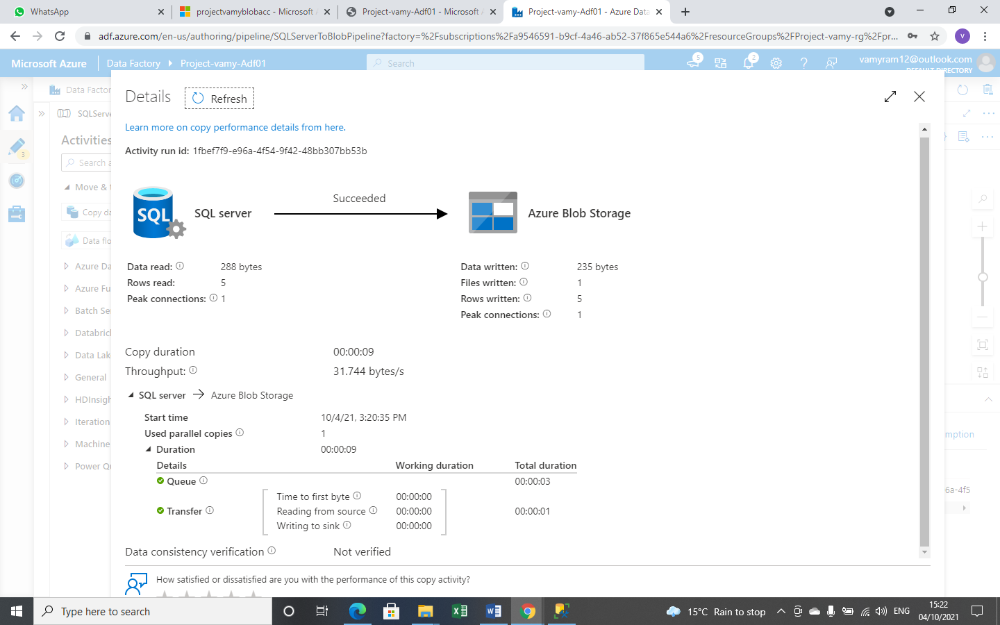 WhatsApp
projectvamyblobacc - Microsoft A
Project-vamy-Adf01 - Microsoft A
Project-vamy-Adf01 - Azure Data
adf.azure.com/en-us/authoring/pipeline/SQLServerToBlobPipeline?factory=%2Fsubscriptions%2Fa9546591-b9cf-4a46-ab52-37f865e544a6%2FresourceGroups%2FProject-vamy-rg%2Fpr...
V
Microsoft Azure
Data Factory
Project-vamy-Adf01
Search
5
2
vamyram12@outlook.com
DEFAULT DIRECTORY
Data Factor
SQLServe
Activities
Search a
3
Move & t
Copy da
Data flo
Azure Da
Azure Fu
Batch Se
Databric
Data Lak
General
HDInsigh
Iteration
Machine
Power Q
Details
Refresh
Learn more on copy performance details from here.
Activity run id: 1fbef7f9-e96a-4f54-9f42-48bb307bb53b
SQL
SQL server
Succeeded
Azure Blob Storage
Data read: 288 bytes
Rows read: 5
Peak connections: 1
Data written: 235 bytes
Files written: 1
Rows written: 5
Peak connections: 1
Copy duration 00:00:09
Throughput: 31.744 bytes/s
SQL server → Azure Blob Storage
Start time 10/4/21, 3:20:35 PM
Used parallel copies 1
Duration 00:00:09
Details Working duration Total duration
Queue 00:00:03
Time to first byte 00:00:00
Transfer Reading from source 00:00:00 00:00:01
Writing to sink 00:00:00
Data consistency verification Not verified
How satisfied or dissatisfied are you with the performance of this copy activity?
mption
6a-4f5
Type here to search
15°C Rain to stop
ENG
15:22
04/10/2021